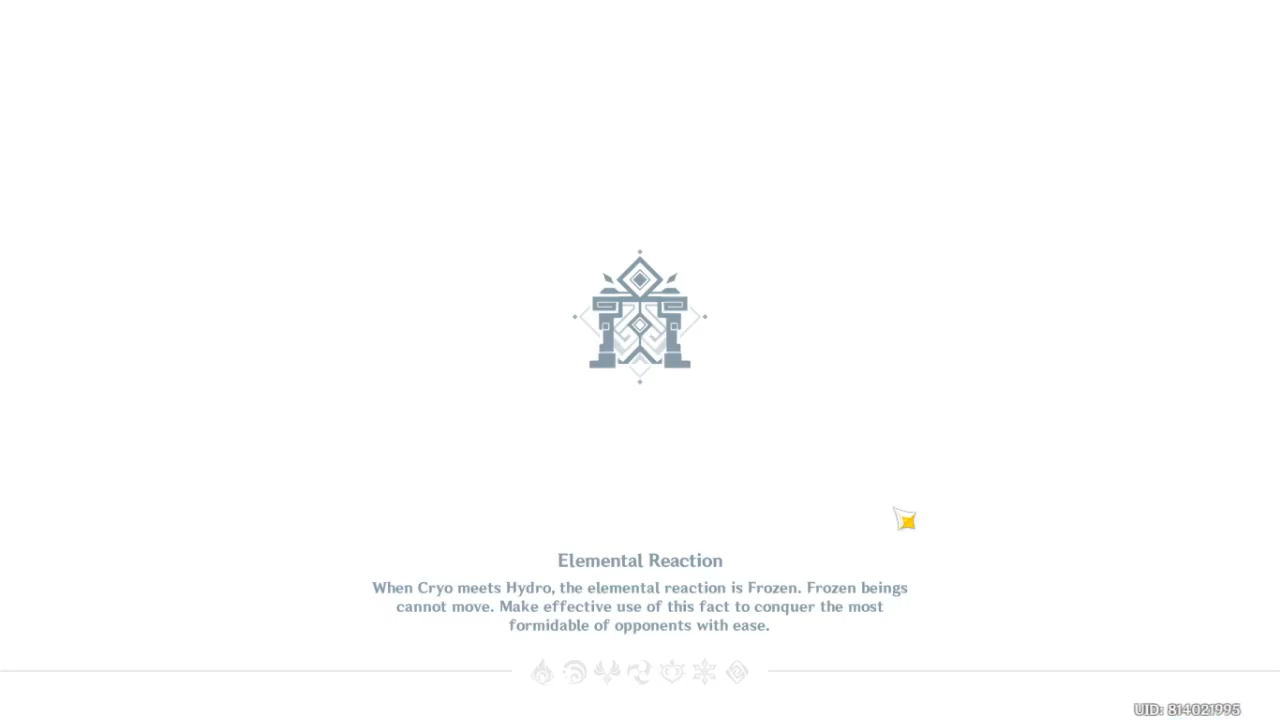 Elemental Reaction
When Cryo meets Hydro, the elemental reaction is Frozen. Frozen beings
cannot move. Make effective use of this fact to conquer the most
formidable of opponents with ease.
UID: 814021995